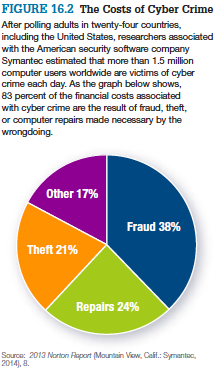 FIGURE 16.2 The Costs of Cyber Crime
After polling adults in twenty-four countries,
including the United States, researchers associated
with the American security software company
Symantec estimated that more than 1.5 million
computer users worldwide are victims of cyber
crime each day. As the graph below shows,
83 percent of the financial costs associated
with cyber crime are the result of fraud, theft,
or computer repairs made necessary by the
wrongdoing.
Other 17%
Fraud 38%
Theft 21%
Repairs 24%
Source: 2013 Norton Report (Mountain View, Calif.: Symantec,
2014), 8.